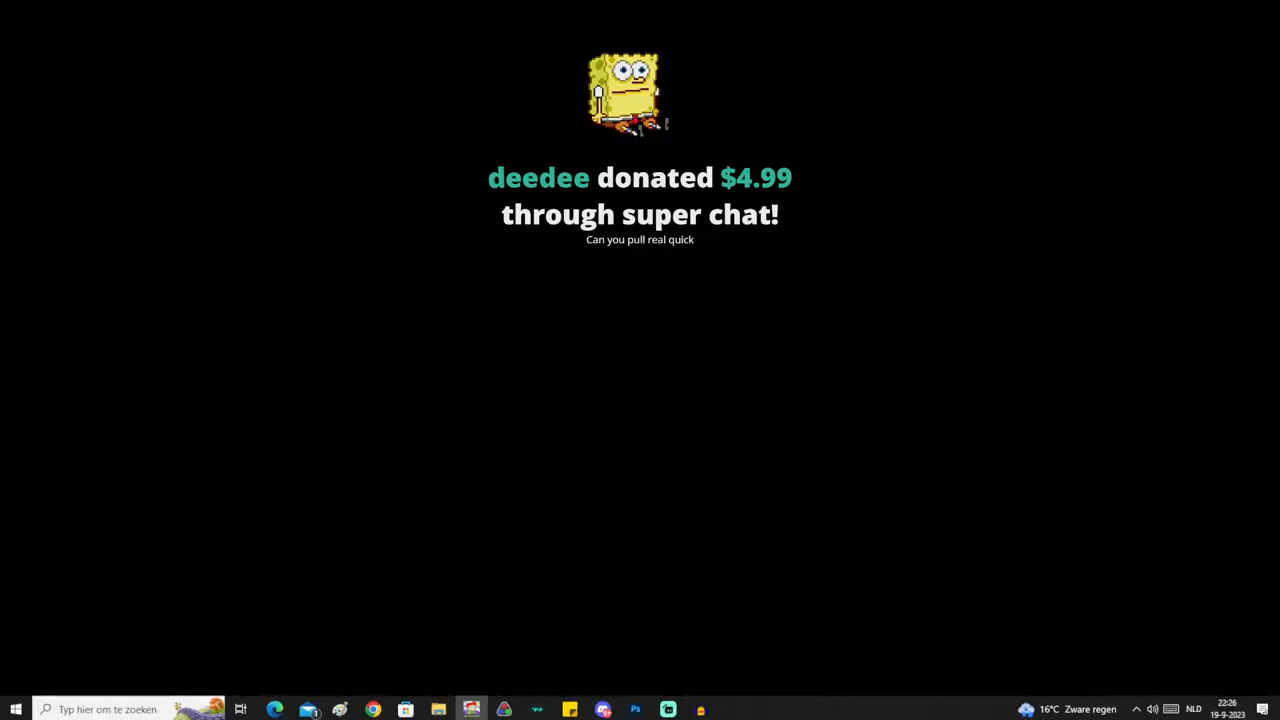 deedee donated $4.99
through super chat!
Can you pull real quick
Typ hier om te zoeken
16°C Zware regen
NLD
22:26
19-9-2023